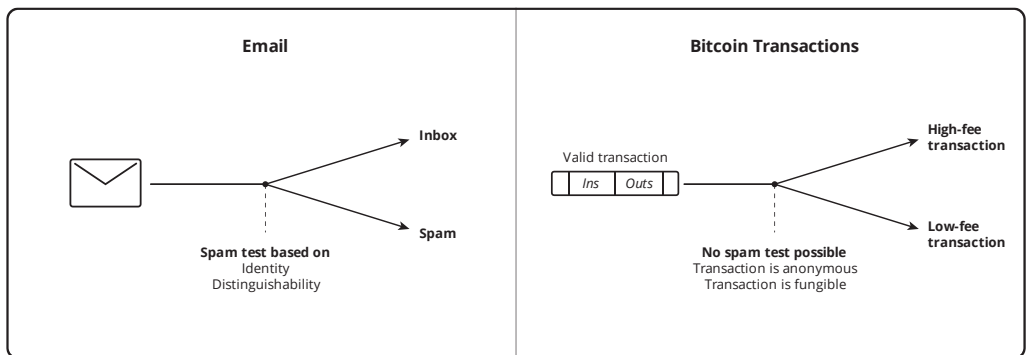 Email
Inbox
Spam
Spam test based on
Identity
Distinguishability
Bitcoin Transactions
Valid transaction
Ins Outs
High-fee
transaction
Low-fee
transaction
No spam test possible
Transaction is anonymous
Transaction is fungible